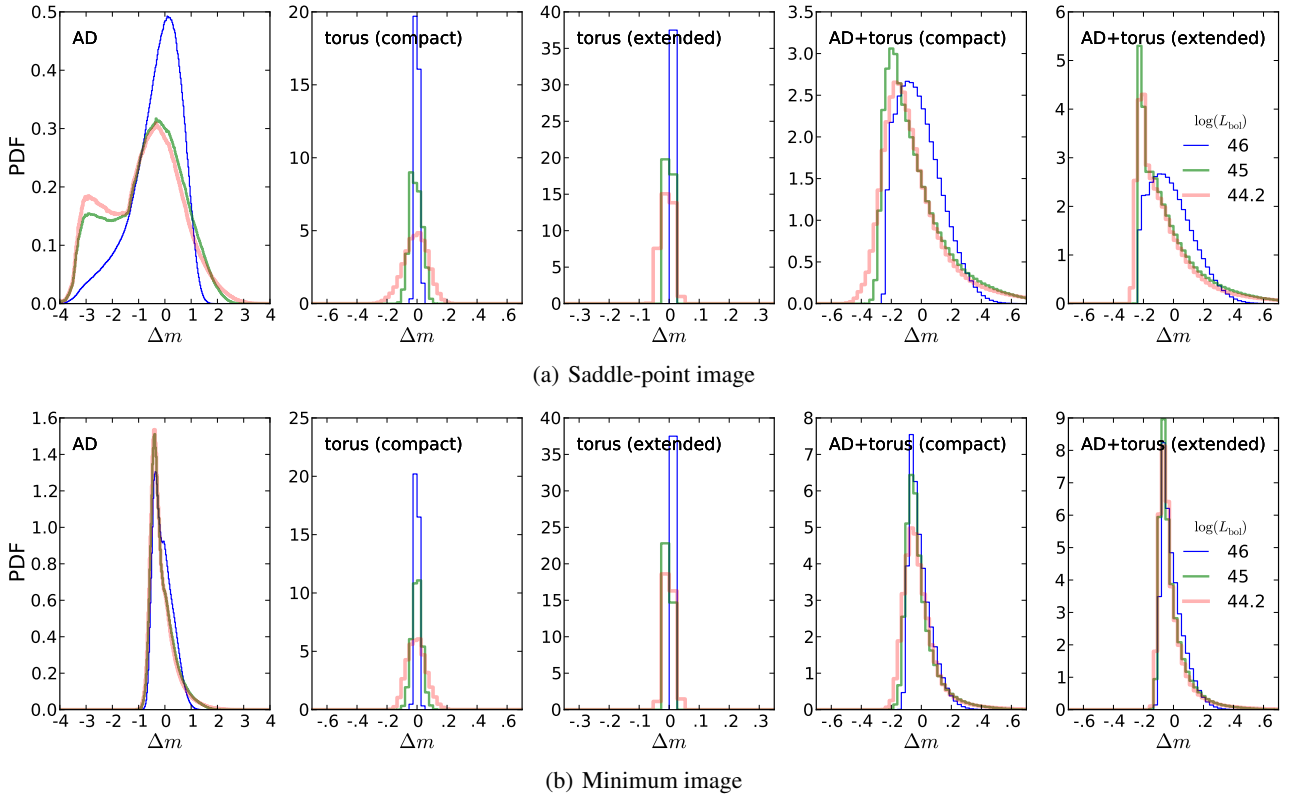 AD
torus (compact)
torus (extended)
AD+torus (compact)
AD+torus (extended)
PDF
0.5
0.4
0.3
0.2
0.1
0.0
-4 -3 -2 -1 0 1 2 3 4
Δm
20
15
10
5
0
-.6 -.4 -.2 0 .2 .4 .6
Δm
40
35
30
25
20
15
10
5
0
-.3 -.2 -.1 0 .1 .2 .3
Δm
3.5
3.0
2.5
2.0
1.5
1.0
0.5
0.0
-.6 -.4 -.2 0 .2 .4 .6
Δm
6
5
4
3
2
1
0
-.6 -.4 -.2 0 .2 .4 .6
Δm
log(L_bol)
46
45
44.2
(a) Saddle-point image
AD
torus (compact)
torus (extended)
AD+torus (compact)
AD+torus (extended)
PDF
1.6
1.4
1.2
1.0
0.8
0.6
0.4
0.2
0.0
-4 -3 -2 -1 0 1 2 3 4
Δm
25
20
15
10
5
0
-.6 -.4 -.2 0 .2 .4 .6
Δm
40
35
30
25
20
15
10
5
0
-.3 -.2 -.1 0 .1 .2 .3
Δm
8
7
6
5
4
3
2
1
0
-.6 -.4 -.2 0 .2 .4 .6
Δm
9
8
7
6
5
4
3
2
1
0
-.6 -.4 -.2 0 .2 .4 .6
Δm
log(L_bol)
46
45
44.2
(b) Minimum image